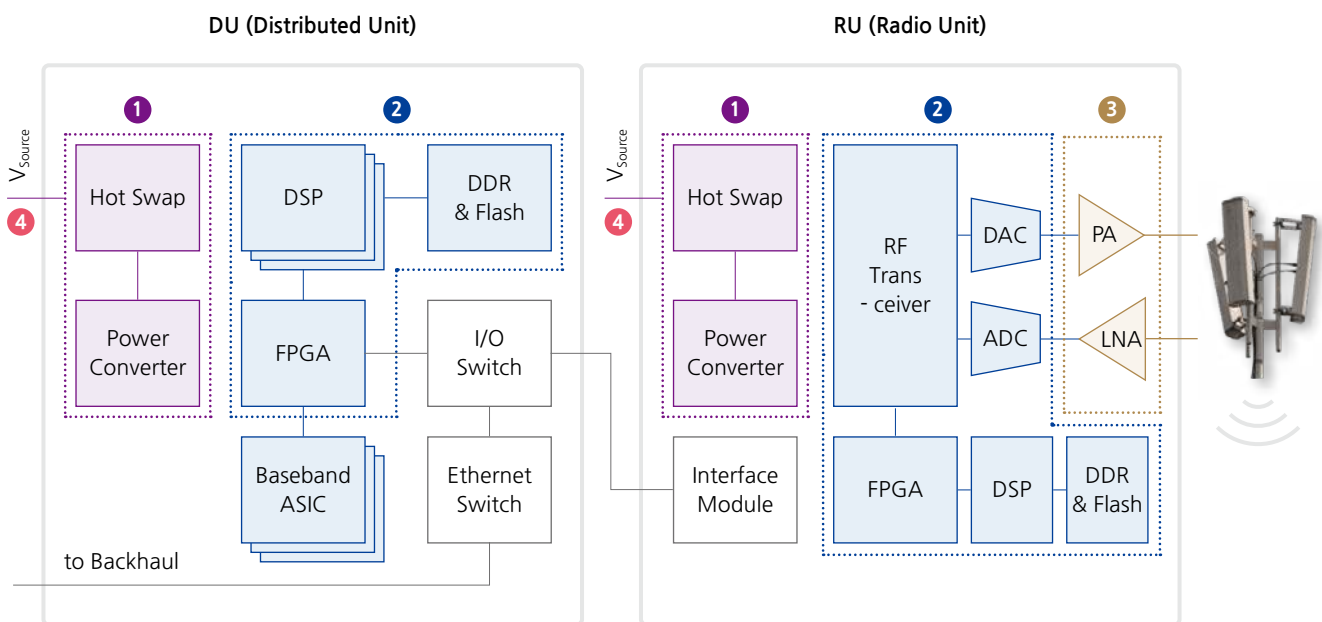 DU (Distributed Unit)
RU (Radio Unit)
1
2
V_Source
4
Hot Swap
Power
Converter
DSP
DDR
& Flash
FPGA
I/O
Switch
Baseband
ASIC
Ethernet
Switch
to Backhaul
1
2
3
V_Source
4
Hot Swap
Power
Converter
Interface
Module
RF
Trans
- ceiver
DAC
ADC
PA
LNA
FPGA
DSP
DDR
& Flash